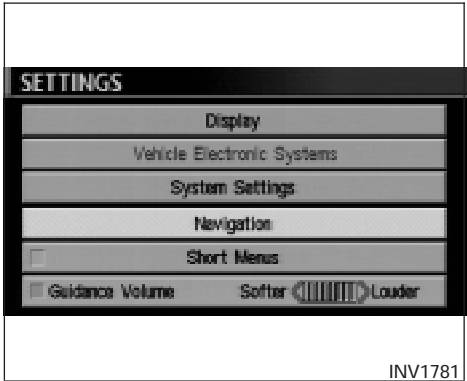 SETTINGS
Display
Vehicle Electronic Systems
System Settings
Navigation
Short Menus
Guidance Volume Softer Louder
INV1781